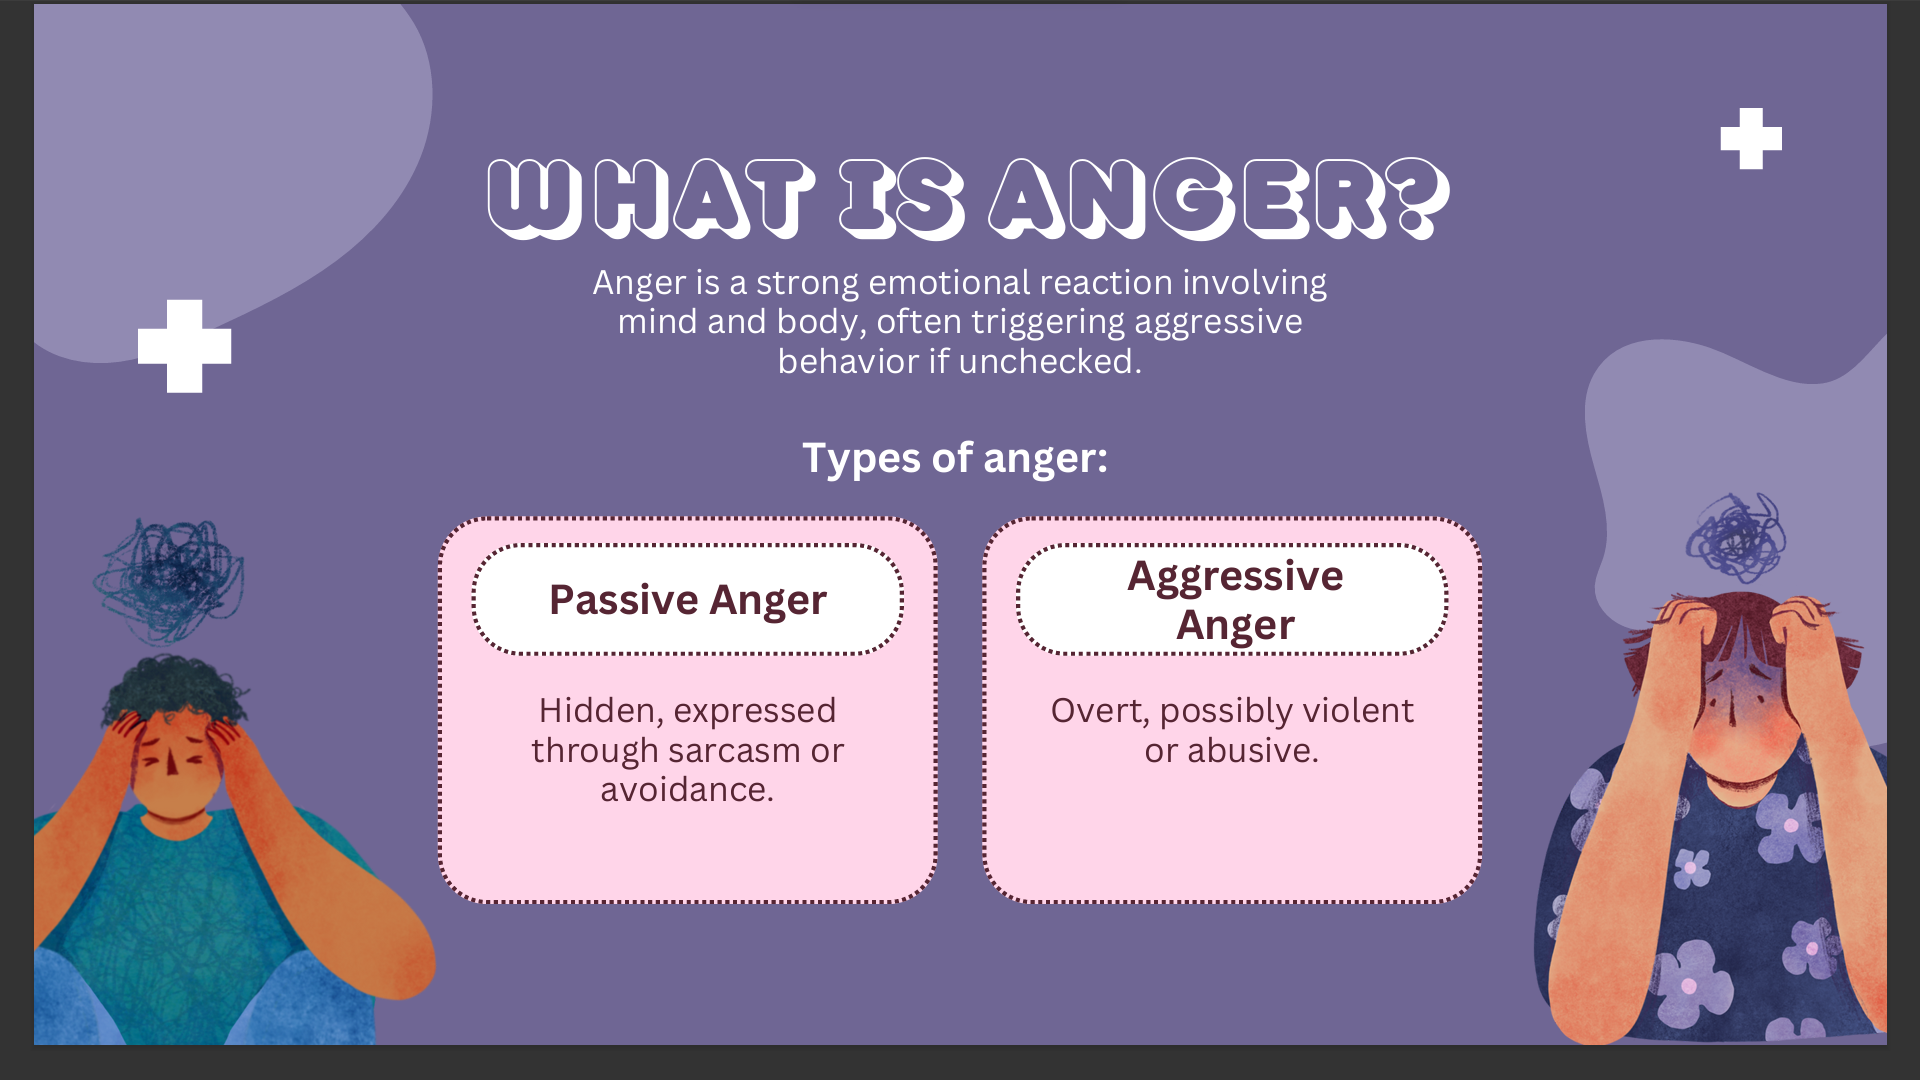 WHAT IS ANGER?
Anger is a strong emotional reaction involving
mind and body, often triggering aggressive
behavior if unchecked.
Types of anger:
Passive Anger
Hidden, expressed
through sarcasm or
avoidance.
Aggressive
Anger
Overt, possibly violent
or abusive.